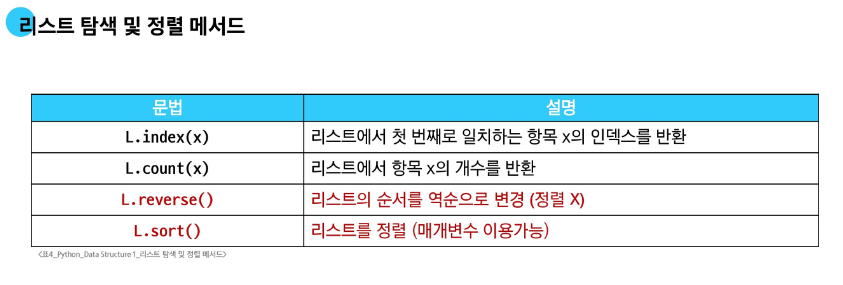 리스트 탐색 및 정렬 메서드
문법 설명
L.index(x) 리스트에서 첫 번째로 일치하는 항목 x의 인덱스를 반환
L.count(x) 리스트에서 항목 x의 개수를 반환
L.reverse() 리스트의 순서를 역순으로 변경 (정렬 X)
L.sort() 리스트를 정렬 (매개변수 이용가능)
<표4_Python_Data Structure 1_리스트 탐색 및 정렬 메서드>